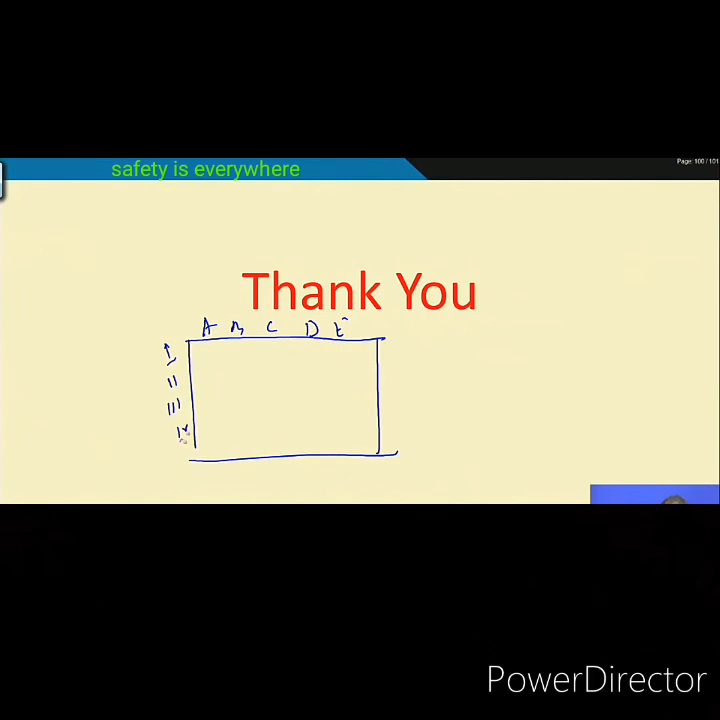 Page: 100 / 101
safety is everywhere
Thank You
A B C D E
I
II
III
IV
PowerDirector